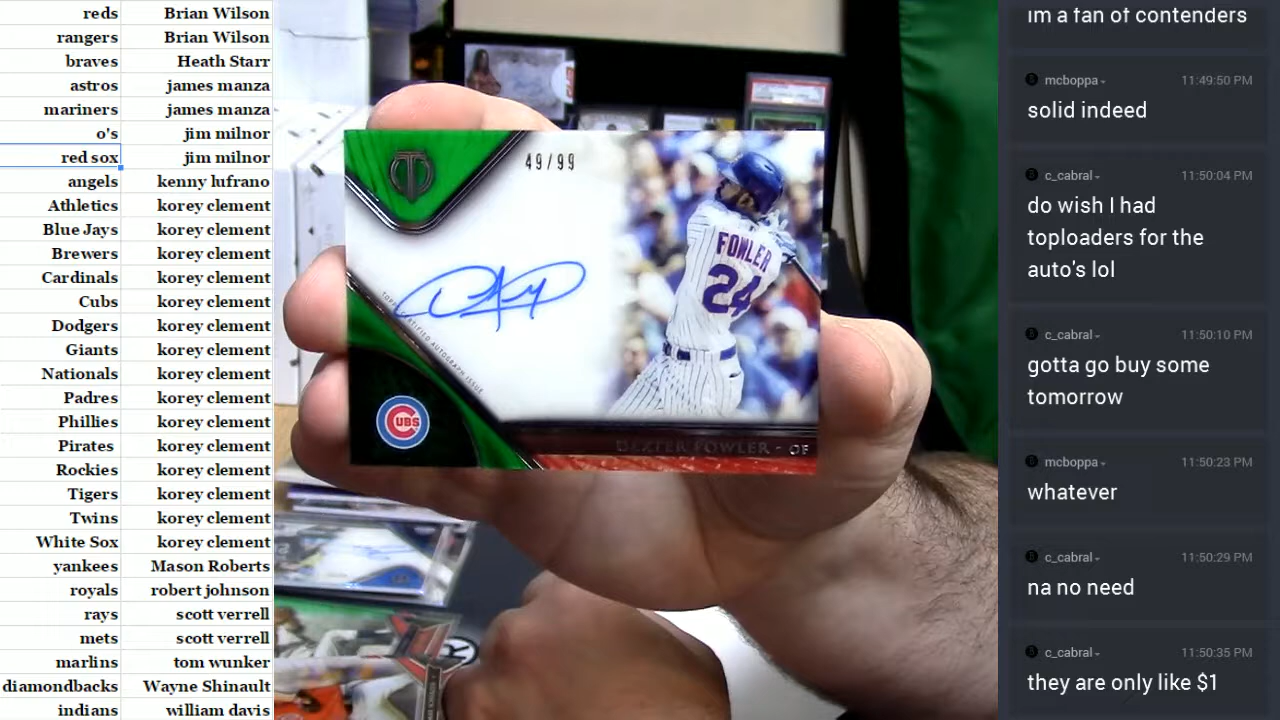 reds Brian Wilson
rangers Brian Wilson
braves Heath Starr
astros james manza
mariners james manza
o's jim milnor
red sox jim milnor
angels kenny lufrano
Athletics korey clement
Blue Jays korey clement
Brewers korey clement
Cardinals korey clement
Cubs korey clement
Dodgers korey clement
Giants korey clement
Nationals korey clement
Padres korey clement
Phillies korey clement
Pirates korey clement
Rockies korey clement
Tigers korey clement
Twins korey clement
White Sox korey clement
yankees Mason Roberts
royals robert johnson
rays scott verrell
mets scott verrell
marlins tom wunker
diamondbacks Wayne Shinault
indians william davis
49/99
FOWLER
24
TOPPS CERTIFIED AUTOGRAPH ISSUE
CUBS
DEXTER FOWLER - OF
im a fan of contenders
mcboppa 11:49:50 PM
solid indeed
c_cabral 11:50:04 PM
do wish I had
toploaders for the
auto's lol
c_cabral 11:50:10 PM
gotta go buy some
tomorrow
mcboppa 11:50:23 PM
whatever
c_cabral 11:50:29 PM
na no need
c_cabral 11:50:35 PM
they are only like $1